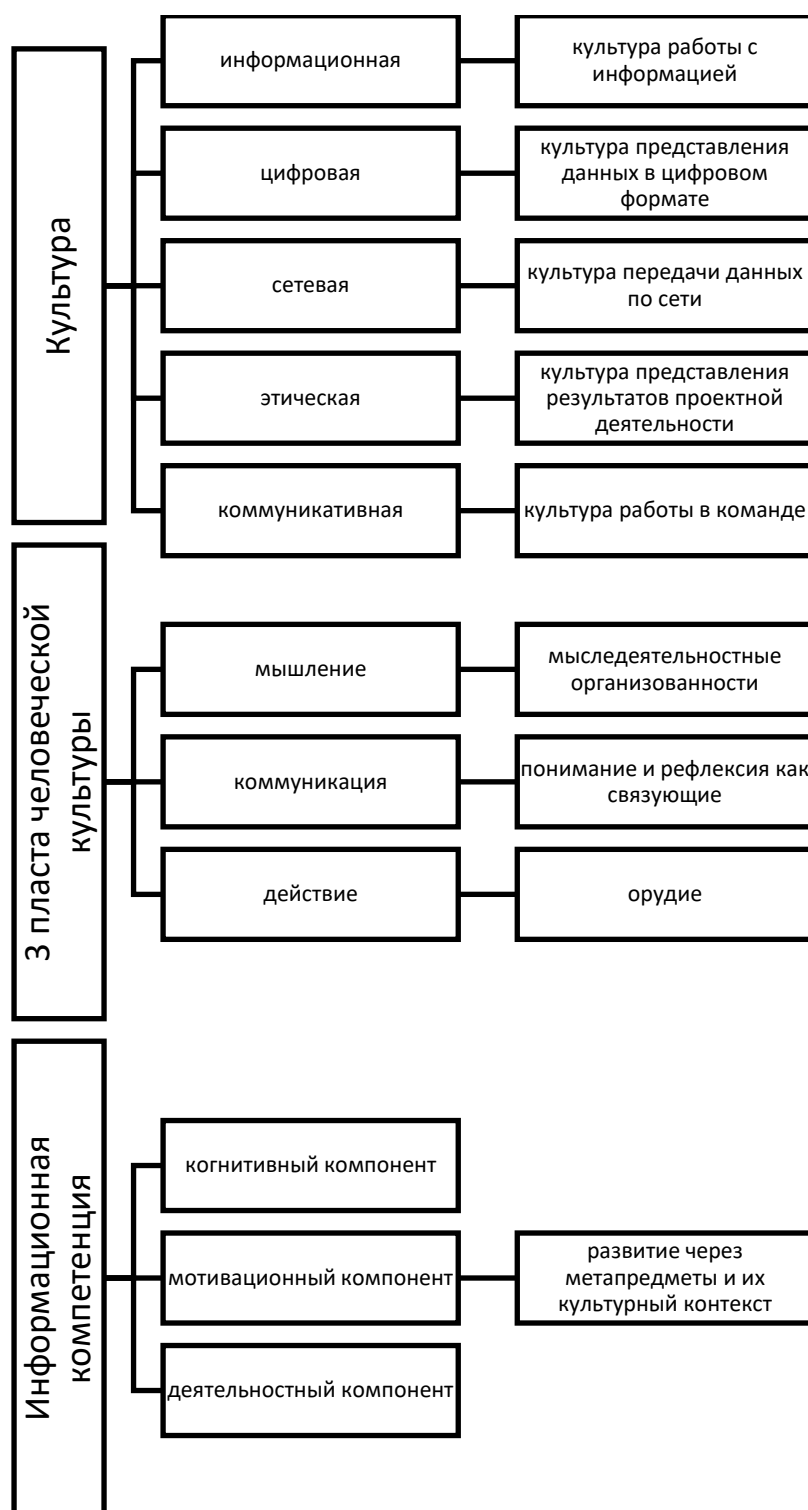 Культура
информационная
культура работы с
информацией
цифровая
культура представления
данных в цифровом
формате
сетевая
культура передачи данных
по сети
этическая
культура представления
результатов проектной
деятельности
коммуникативная
культура работы в команде
3 пласта человеческой
культуры
мышление
мыследеятельностные
организованности
коммуникация
понимание и рефлексия как
связующие
действие
орудие
Информационная
компетенция
когнитивный компонент
мотивационный компонент
развитие через
метапредметы и их
культурный контекст
деятельностный компонент